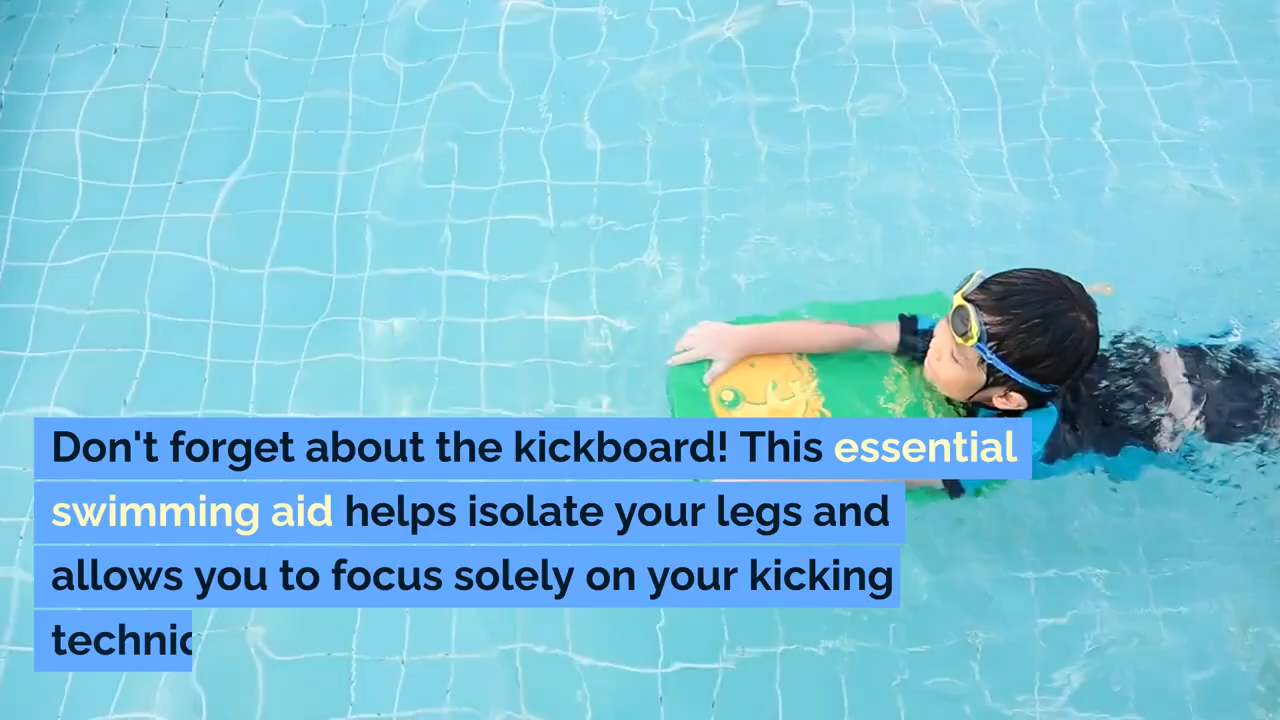 Don't forget about the kickboard! This essential
swimming aid helps isolate your legs and
allows you to focus solely on your kicking
technic